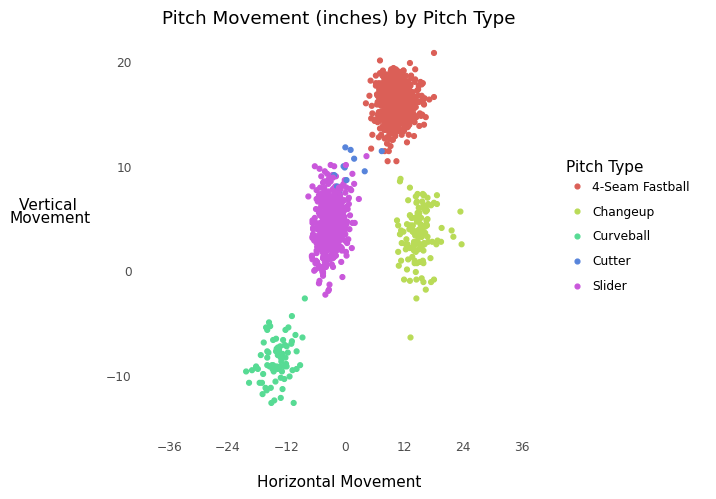 Pitch Movement (inches) by Pitch Type
20
10
0
−10
Vertical
Movement
−36
−24
−12
0
12
24
36
Horizontal Movement
Pitch Type
4-Seam Fastball
Changeup
Curveball
Cutter
Slider